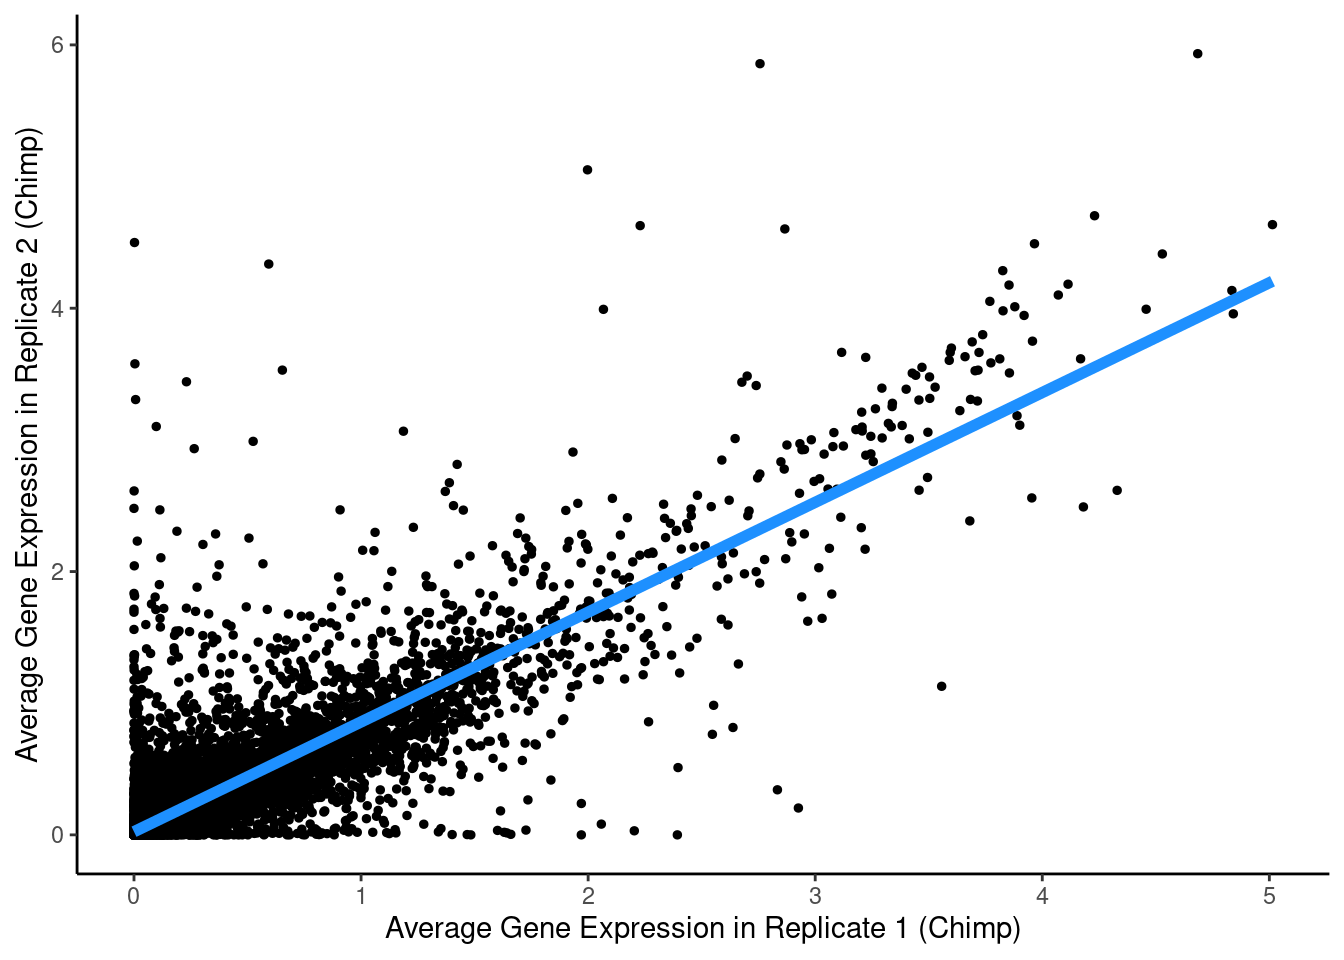 6
4
2
0
Average Gene Expression in Replicate 2 (Chimp)
0 1 2 3 4 5
Average Gene Expression in Replicate 1 (Chimp)